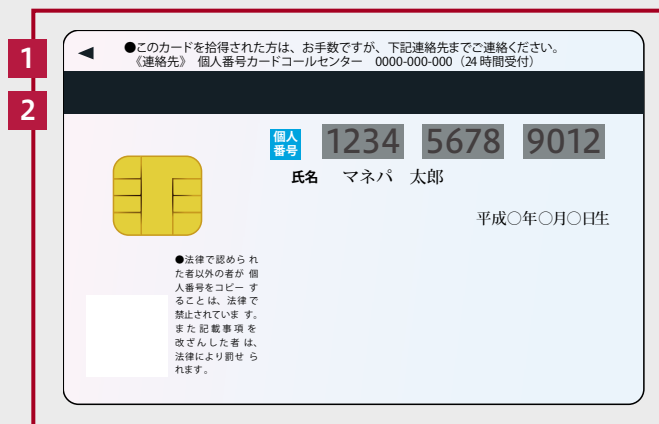 1
2
●このカードを拾得された方は、お手数ですが、下記連絡先までご連絡ください。
《連絡先》 個人番号カードコールセンター 0000-000-000（24時間受付）
個人
番号
1234 5678 9012
氏名 マネパ 太郎
平成○年○月○日生
●法律で認められ
た者以外の者が 個
人番号をコピー す
ることは、法律で
禁止されていま す。
また記載事項を
改ざんした者 は、
法律により罰せ ら
れます。